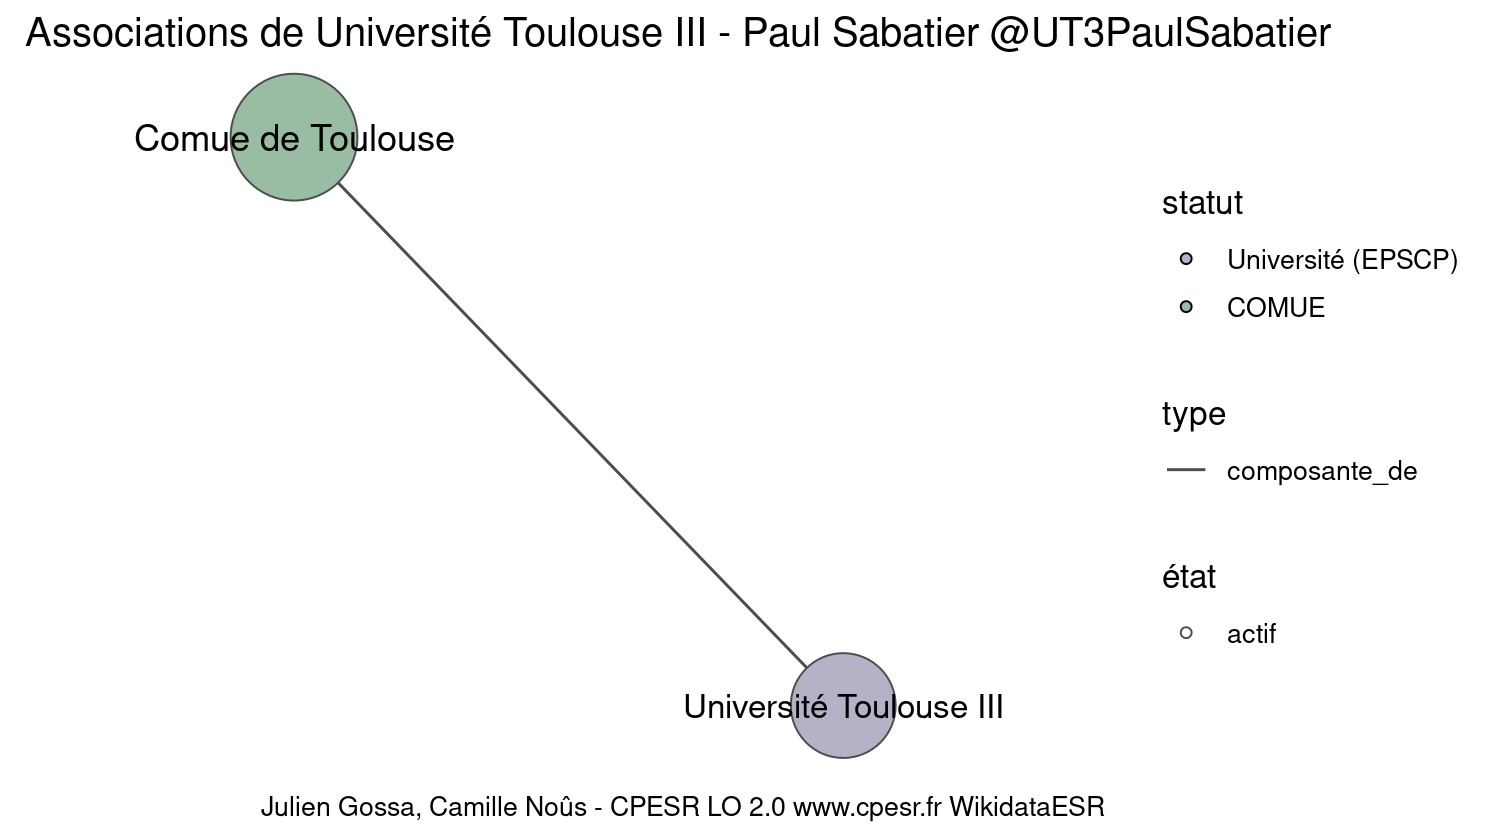 Associations de Université Toulouse III - Paul Sabatier @UT3PaulSabatier
Comue de Toulouse
statut
Université (EPSCP)
COMUE
type
composante_de
état
actif
Université Toulouse III
Julien Gossa, Camille Noûs - CPESR LO 2.0 www.cpesr.fr WikidataESR